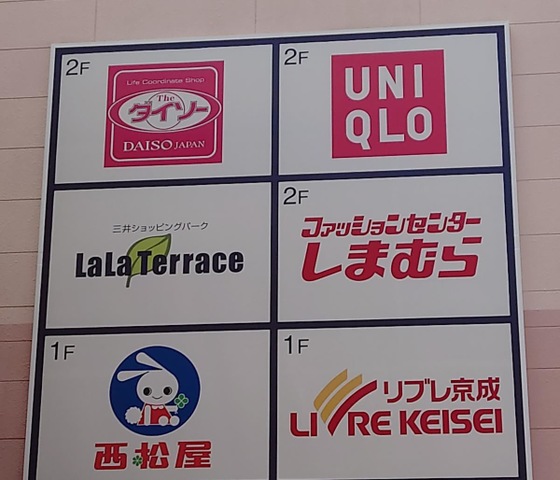 2F
Life Coordinate Shop
The
ダイソー
DAISO JAPAN
2F
UNI
QLO
三井ショッピングパーク
LaLa Terrace
2F
ファッションセンター
しまむら
1F
西松屋
1F
リブレ京成
LIVRE KEISEI